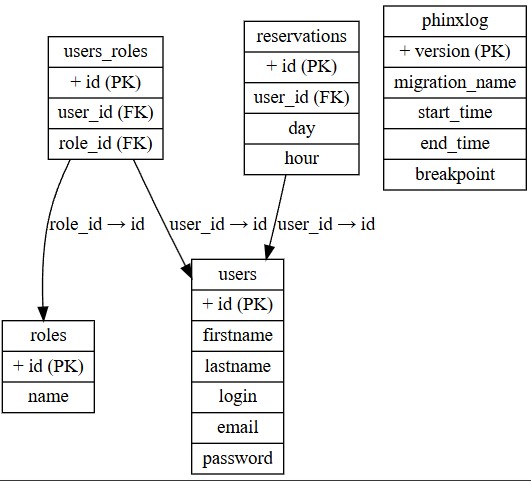 users_roles
+ id (PK)
user_id (FK)
role_id (FK)
reservations
+ id (PK)
user_id (FK)
day
hour
phinxlog
+ version (PK)
migration_name
start_time
end_time
breakpoint
role_id → id
user_id → id
user_id → id
roles
+ id (PK)
name
users
+ id (PK)
firstname
lastname
login
email
password